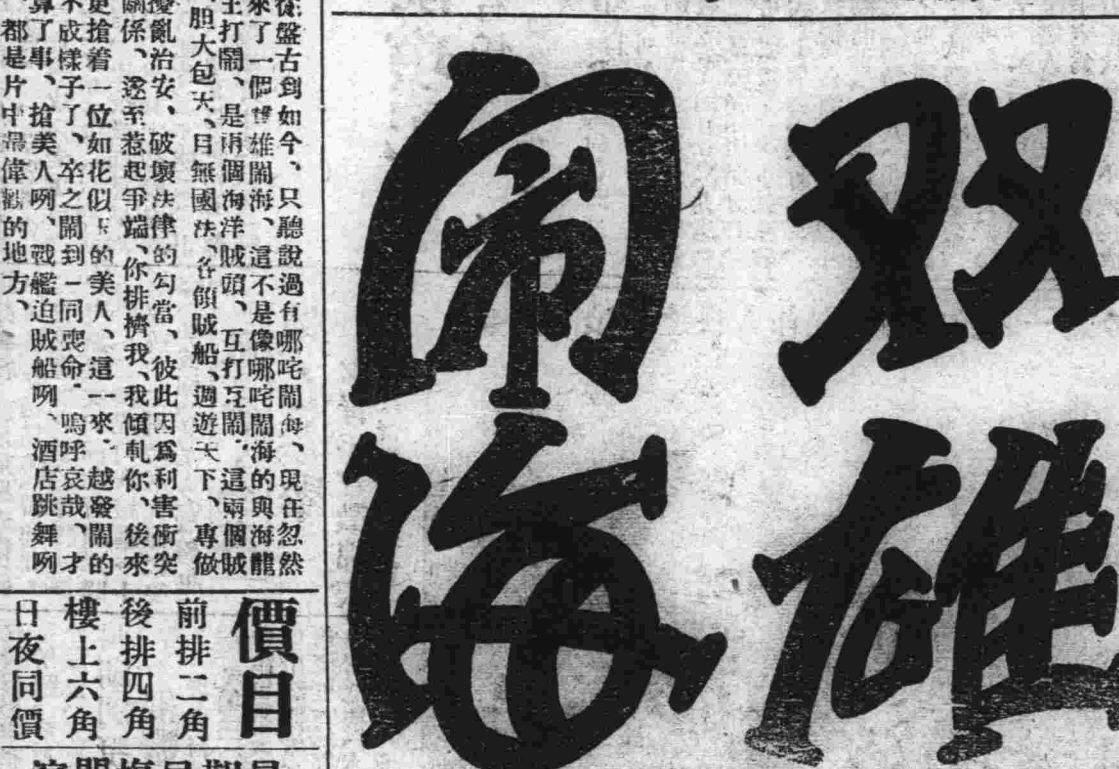 双雄
闹海
從盤古到如今、只聽說過有哪咤鬧海、現在忽然
來了一個雙雄鬧海、這不是像哪咤鬧海的與海龍
王打鬧、是兩個海洋賊頭、互打互鬧、這兩個賊
胆大包天、目無國法、各領賊船、週遊天下、專做
擾亂治安、破壞法律的勾當、彼此因爲利害衝突
關係、遂至惹起爭端、你排擠我、我傾軋你、後來
更搶着一位如花似玉的美人、這一來、越發鬧的
不成樣子了、卒之鬧到一同喪命、嗚呼哀哉、才
算了事、搶美人咧、戰艦迫賊船咧、酒店跳舞咧
都是片中最偉觀的地方、
價目
前排二角
後排四角
樓上六角
日夜同價